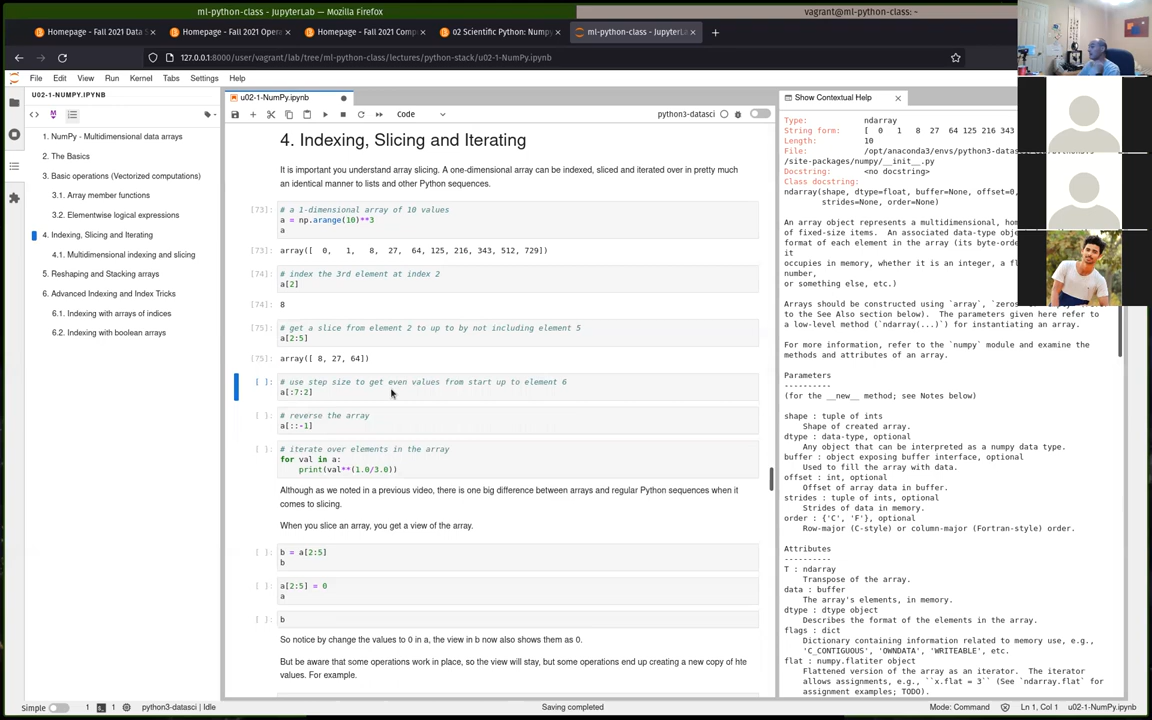 ml-python-class - JupyterLab — Mozilla Firefox
vagrant@ml-python-class: ~
Homepage - Fall 2021 Data S
Homepage - Fall 2021 Opera
Homepage - Fall 2021 Comp
02 Scientific Python: NumPy,
ml-python-class - JupyterLa
127.0.0.1:8000/user/vagrant/lab/tree/ml-python-class/lectures/python-stack/u02-1-NumPy.ipynb
File Edit View Run Kernel Tabs Settings Help
U02-1-NUMPY.IPYNB
1. NumPy - Multidimensional data arrays
2. The Basics
3. Basic operations (Vectorized computations)
3.1. Array member functions
3.2. Elementwise logical expressions
4. Indexing, Slicing and Iterating
4.1. Multidimensional indexing and slicing
5. Reshaping and Stacking arrays
6. Advanced Indexing and Index Tricks
6.1. Indexing with arrays of indices
6.2. Indexing with boolean arrays
u02-1-NumPy.ipynb
Code
python3-datasci
4. Indexing, Slicing and Iterating
It is important you understand array slicing. A one-dimensional array can be indexed, sliced and iterated over in pretty much
an identical manner to lists and other Python sequences.
[73]: # a 1-dimensional array of 10 values
a = np.arange(10)**3
a
[73]: array([ 0, 1, 8, 27, 64, 125, 216, 343, 512, 729])
[74]: # index the 3rd element at index 2
a[2]
[74]: 8
[75]: # get a slice from element 2 to up to by not including element 5
a[2:5]
[75]: array([ 8, 27, 64])
[ ]: # use step size to get even values from start up to element 6
a[:7:2]
[ ]: # reverse the array
a[::-1]
[ ]: # iterate over elements in the array
for val in a:
print(val**(1.0/3.0))
Although as we noted in a previous video, there is one big difference between arrays and regular Python sequences when it
comes to slicing.
When you slice an array, you get a view of the array.
[ ]: b = a[2:5]
b
[ ]: a[2:5] = 0
a
[ ]: b
So notice by change the values to 0 in a, the view in b now also shows them as 0.
But be aware that some operations work in place, so the view will stay, but some operations end up creating a new copy of hte
values. For example.
Show Contextual Help
Type: ndarray
String form: [ 0 1 8 27 64 125 216 343
Length: 10
File: /opt/anaconda3/envs/python3-datasci
/site-packages/numpy/__init__.py
Docstring: <no docstring>
Class docstring:
ndarray(shape, dtype=float, buffer=None, offset=0,
strides=None, order=None)
An array object represents a multidimensional, ho
of fixed-size items. An associated data-type obj
format of each element in the array (its byte-orde
it
occupies in memory, whether it is an integer, a fl
number,
or something else, etc.)
Arrays should be constructed using `array`, `zeros
to the See Also section below). The parameters given here refer to
a low-level method (`ndarray(...)`) for instantiating an array.
For more information, refer to the `numpy` module and examine the
methods and attributes of an array.
Parameters
----------
(for the __new__ method; see Notes below)
shape : tuple of ints
Shape of created array.
dtype : data-type, optional
Any object that can be interpreted as a numpy data type.
buffer : object exposing buffer interface, optional
Used to fill the array with data.
offset : int, optional
Offset of array data in buffer.
strides : tuple of ints, optional
Strides of data in memory.
order : {'C', 'F'}, optional
Row-major (C-style) or column-major (Fortran-style) order.
Attributes
----------
T : ndarray
Transpose of the array.
data : buffer
The array's elements, in memory.
dtype : dtype object
Describes the format of the elements in the array.
flags : dict
Dictionary containing information related to memory use, e.g.,
'C_CONTIGUOUS', 'OWNDATA', 'WRITEABLE', etc.
flat : numpy.flatiter object
Flattened version of the array as an iterator. The iterator
allows assignments, e.g., ``x.flat = 3`` (See `ndarray.flat` for
assignment examples; TODO).
Simple 1 1 python3-datasci | Idle Saving completed Mode: Command Ln 1, Col 1 u02-1-NumPy.ipynb